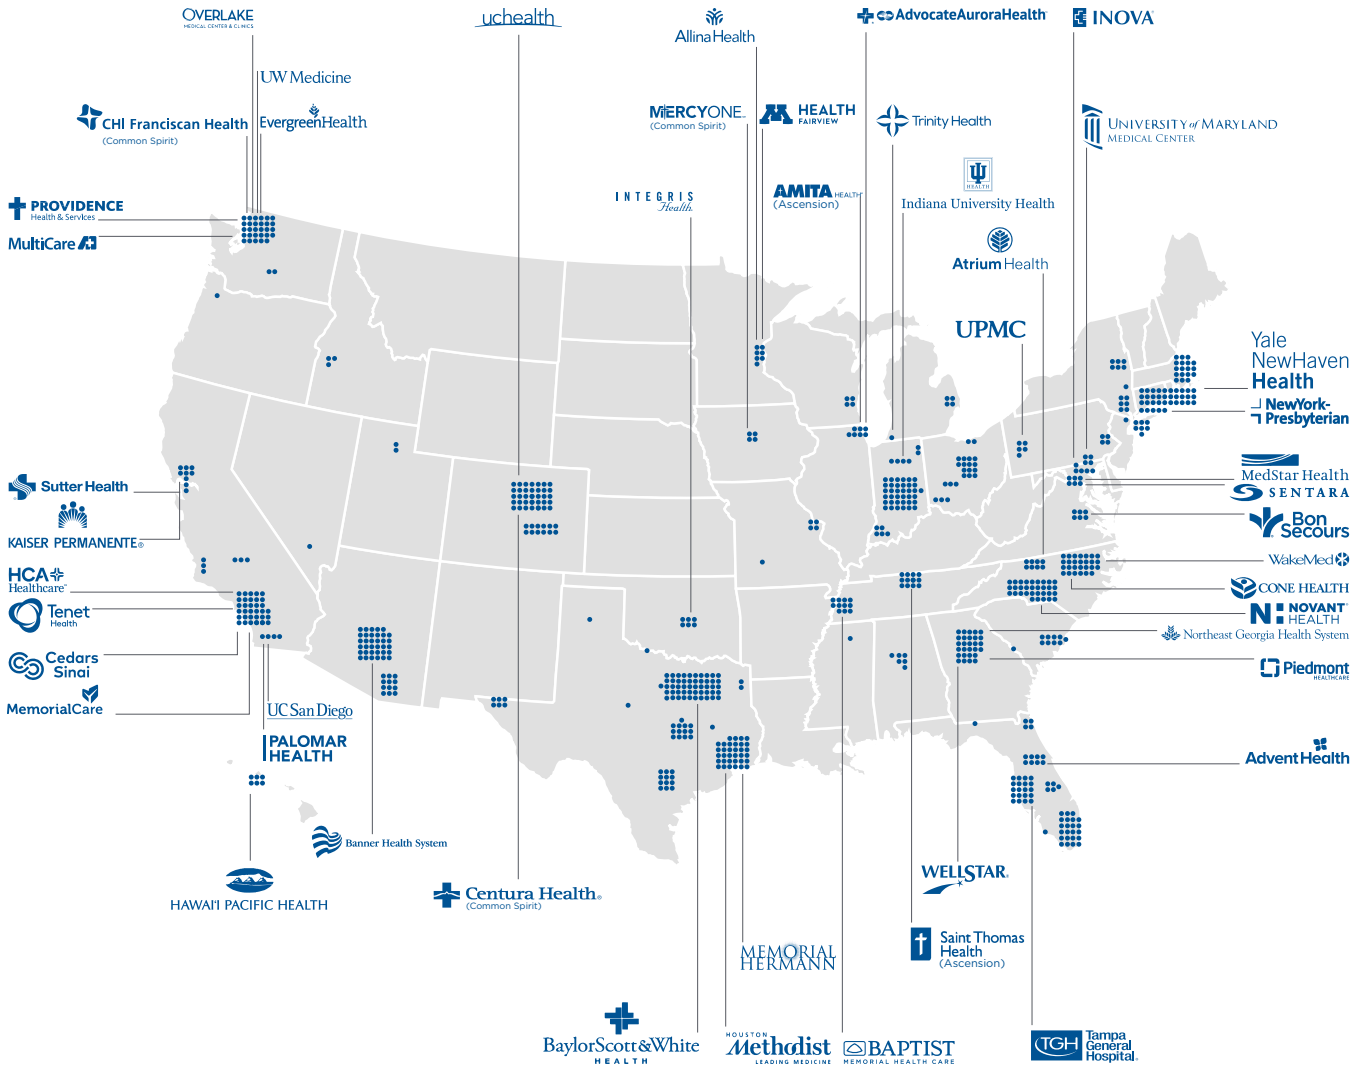 OVERLAKE
MEDICAL CENTER & CLINICS
uchealth
Allina Health
AdvocateAuroraHealth
INOVA
UW Medicine
CHI Franciscan Health
(Common Spirit)
EvergreenHealth
MERCYONE
(Common Spirit)
M HEALTH
FAIRVIEW
Trinity Health
UNIVERSITY of MARYLAND
MEDICAL CENTER
PROVIDENCE
Health & Services
MultiCare
INTEGRIS
Health.
AMITA HEALTH
(Ascension)
HEALTH
Indiana University Health
Atrium Health
UPMC
Yale
NewHaven
Health
NewYork-
Presbyterian
Sutter Health
KAISER PERMANENTE®
MedStar Health
SENTARA
Bon
Secours
WakeMed
HCA
Healthcare™
Tenet
Health
CONE HEALTH
NOVANT
HEALTH
Northeast Georgia Health System
Cedars
Sinai
Piedmont
HEALTHCARE
MemorialCare
UC San Diego
PALOMAR
HEALTH
AdventHealth
Banner Health System
HAWAI'I PACIFIC HEALTH
Centura Health®
(Common Spirit)
WELLSTAR®
Saint Thomas
Health
(Ascension)
MEMORIAL
HERMANN
BaylorScott&White
HEALTH
HOUSTON
Methodist
LEADING MEDICINE
BAPTIST
MEMORIAL HEALTH CARE
TGH
Tampa
General
Hospital®